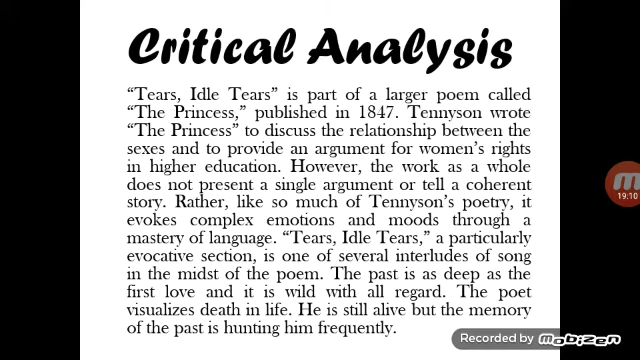 Critical Analysis
“Tears, Idle Tears” is part of a larger poem called
“The Princess,” published in 1847. Tennyson wrote
“The Princess” to discuss the relationship between the
sexes and to provide an argument for women’s rights
in higher education. However, the work as a whole
does not present a single argument or tell a coherent
story. Rather, like so much of Tennyson’s poetry, it
evokes complex emotions and moods through a
mastery of language. “Tears, Idle Tears,” a particularly
evocative section, is one of several interludes of song
in the midst of the poem. The past is as deep as the
first love and it is wild with all regard. The poet
visualizes death in life. He is still alive but the memory
of the past is hunting him frequently.
19:10
Recorded by mobizen